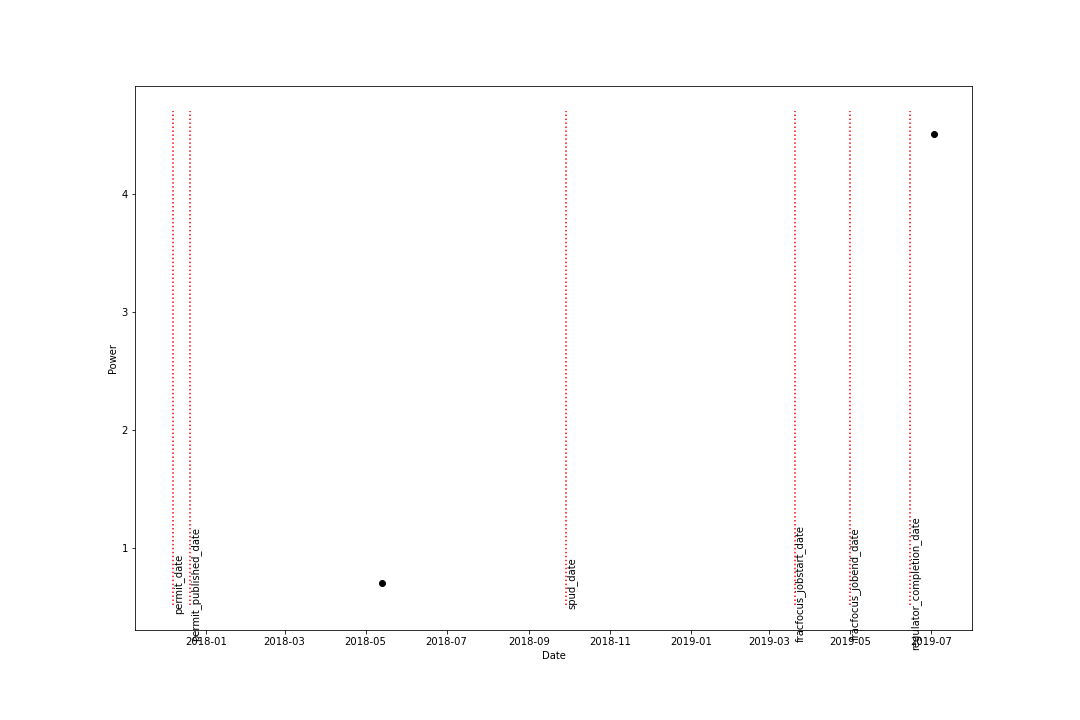 4
3
2
1
Power
permit_date
permit_published_date
spud_date
fracfocus_jobstart_date
fracfocus_jobend_date
regulator_completion_date
2018-01
2018-03
2018-05
2018-07
2018-09
2018-11
2019-01
2019-03
2019-05
2019-07
Date